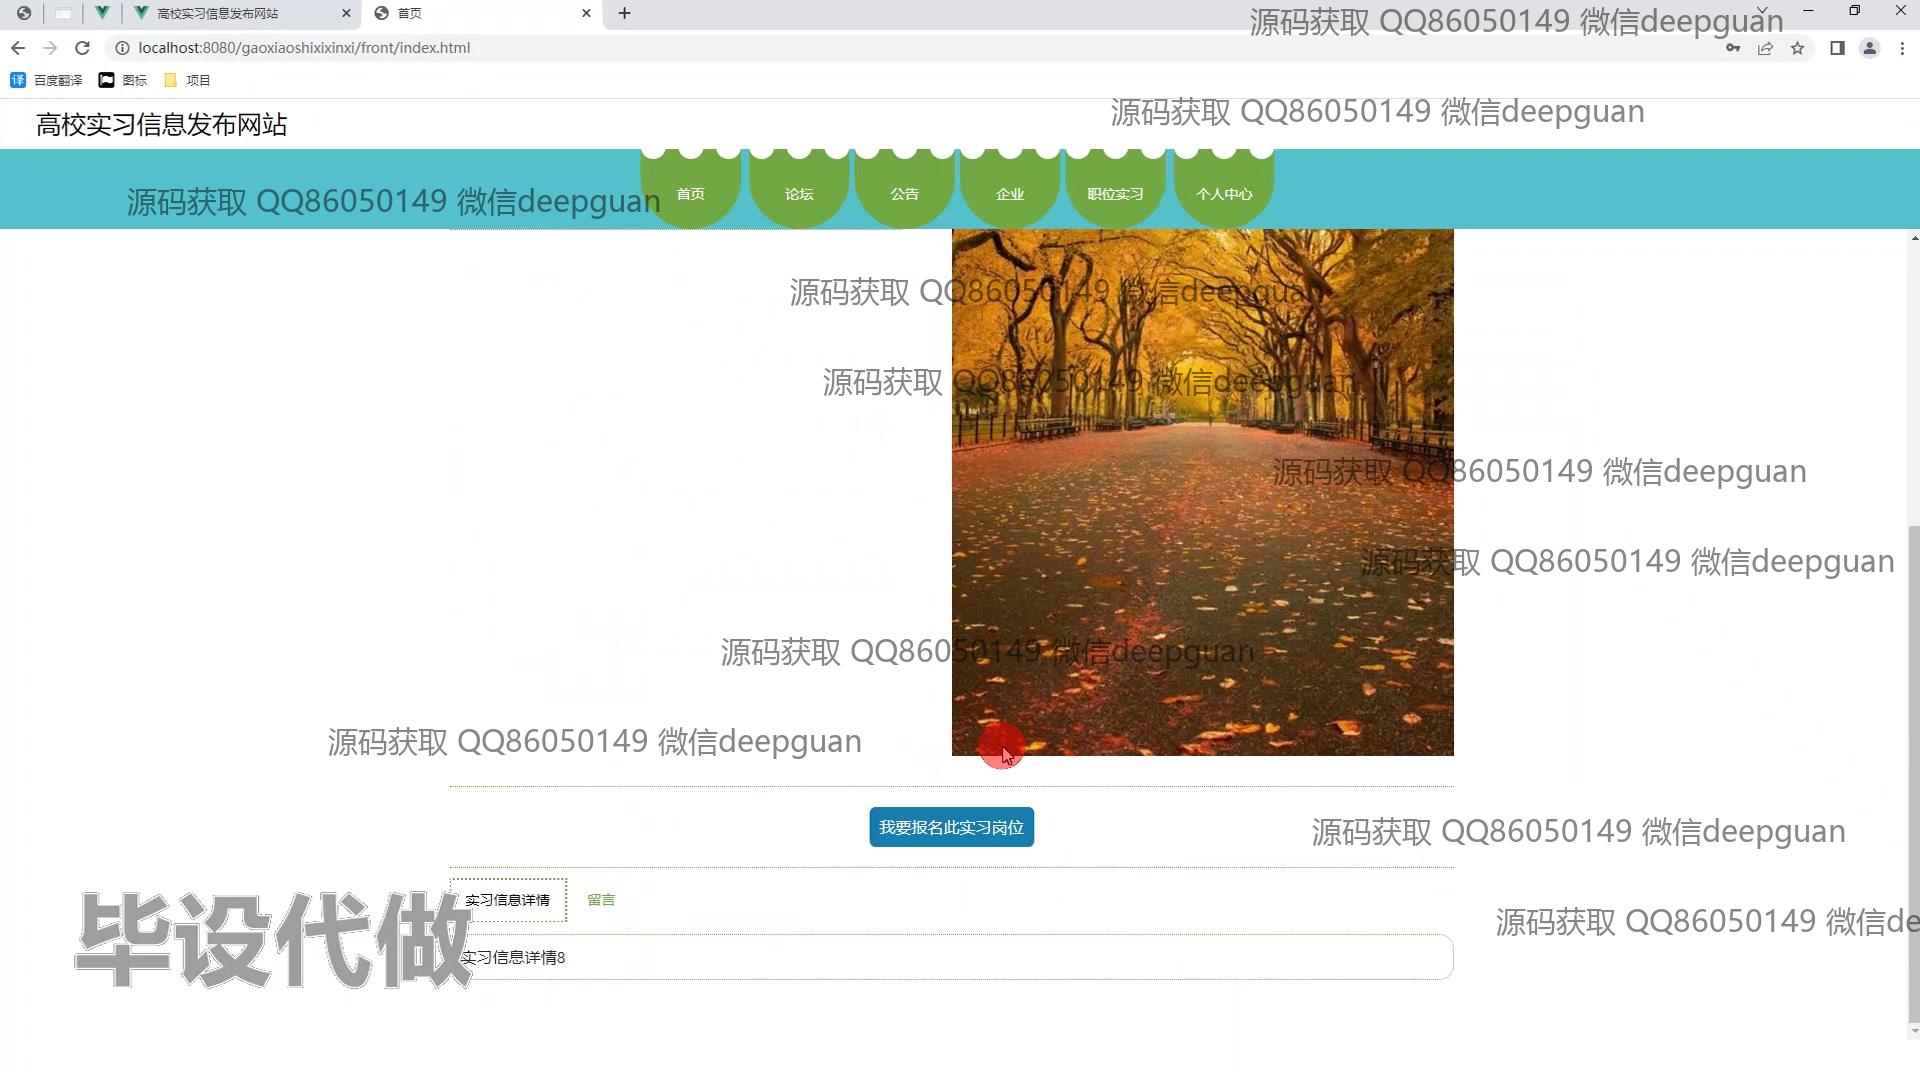 高校实习信息发布网站
首页
源码获取 QQ86050149 微信deepguan
localhost:8080/gaoxiaoshixixinxi/front/index.html
译 百度翻译 图标 项目
源码获取 QQ86050149 微信deepguan
高校实习信息发布网站
首页 论坛 公告 企业 职位实习 个人中心
源码获取 QQ86050149 微信deepguan
源码获取 QQ86050149 微信deepguan
源码获取 QQ86050149 微信deepguan
源码获取 QQ86050149 微信deepguan
源码获取 QQ86050149 微信deepguan
源码获取 QQ86050149 微信deepguan
源码获取 QQ86050149 微信deepguan
我要报名此实习岗位
源码获取 QQ86050149 微信deepguan
实习信息详情 留言
源码获取 QQ86050149 微信de
毕设代做
实习信息详情8